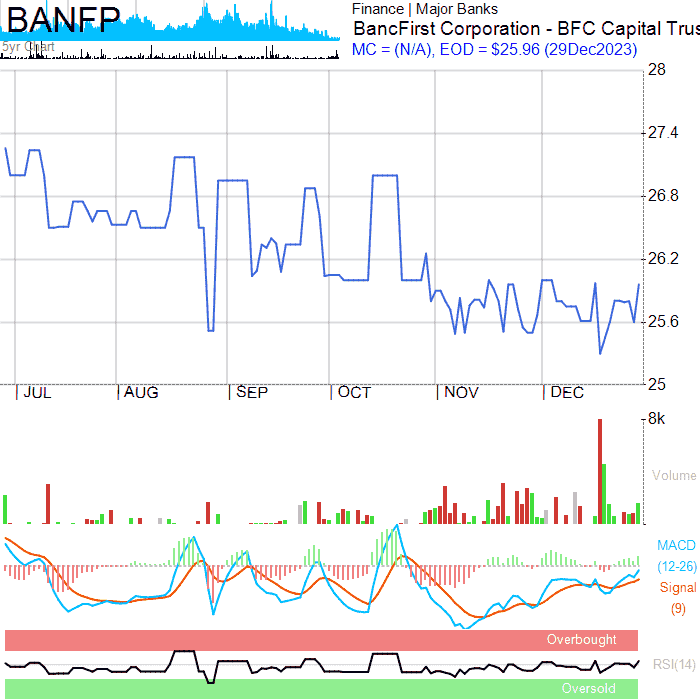 BANFP
5yr Chart
Finance | Major Banks
BancFirst Corporation - BFC Capital Trus
MC = (N/A), EOD = $25.96 (29Dec2023)
28
27.4
26.8
26.2
25.6
25
JUL AUG SEP OCT NOV DEC
8k
Volume
MACD
(12-26)
Signal
(9)
Overbought
RSI(14)
Oversold